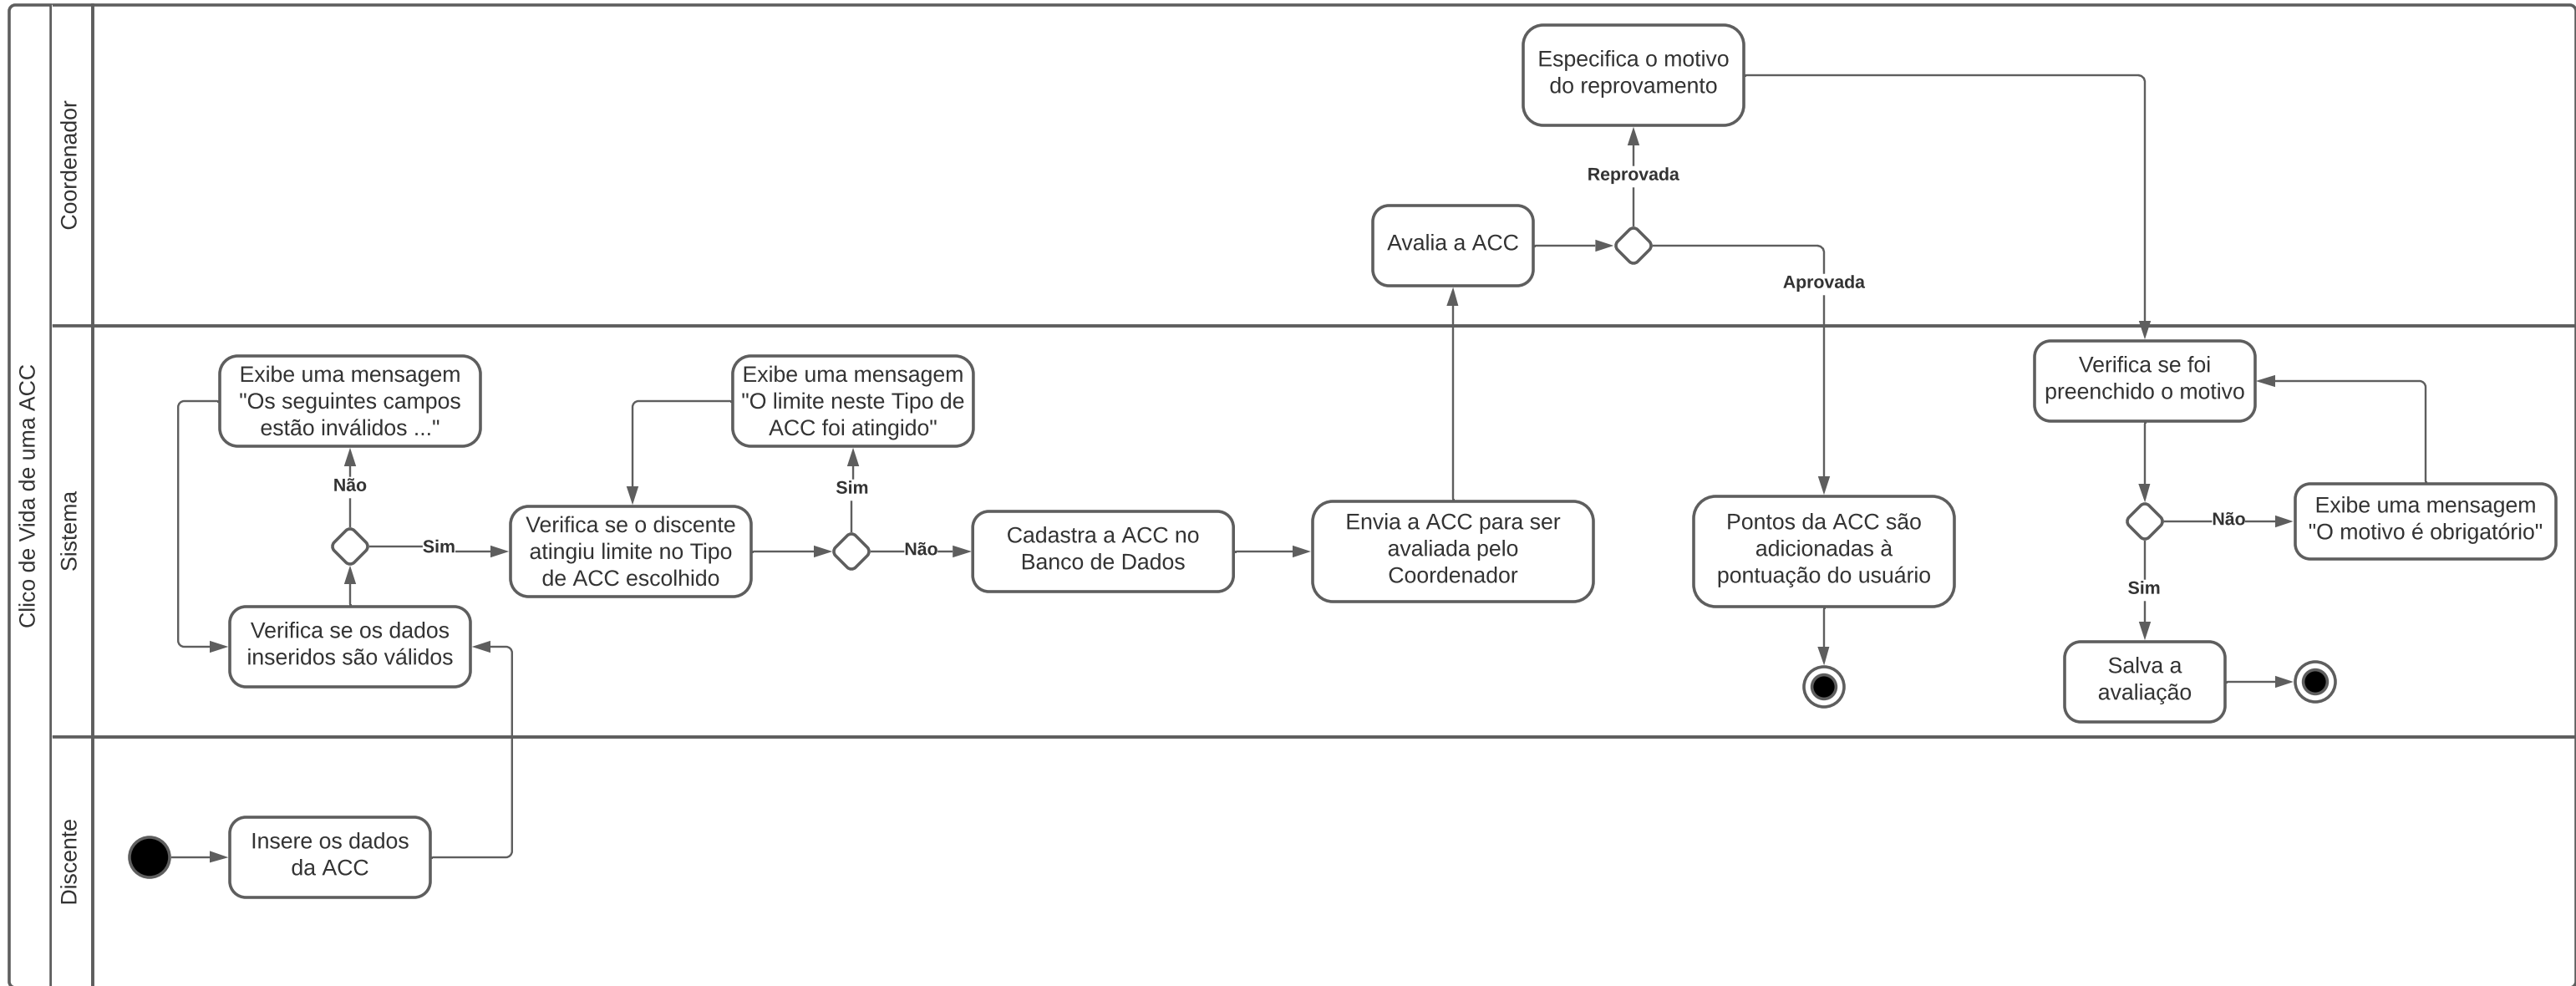 Clico de Vida de uma ACC
Coordenador
Especifica o motivo
do reprovamento
Reprovada
Avalia a ACC
Aprovada
Sistema
Exibe uma mensagem
"Os seguintes campos
estão inválidos ..."
Não
Sim
Verifica se os dados
inseridos são válidos
Exibe uma mensagem
"O limite neste Tipo de
ACC foi atingido"
Sim
Verifica se o discente
atingiu limite no Tipo
de ACC escolhido
Não
Cadastra a ACC no
Banco de Dados
Envia a ACC para ser
avaliada pelo
Coordenador
Pontos da ACC são
adicionadas à
pontuação do usuário
Verifica se foi
preenchido o motivo
Não
Exibe uma mensagem
"O motivo é obrigatório"
Sim
Salva a
avaliação
Discente
Insere os dados
da ACC